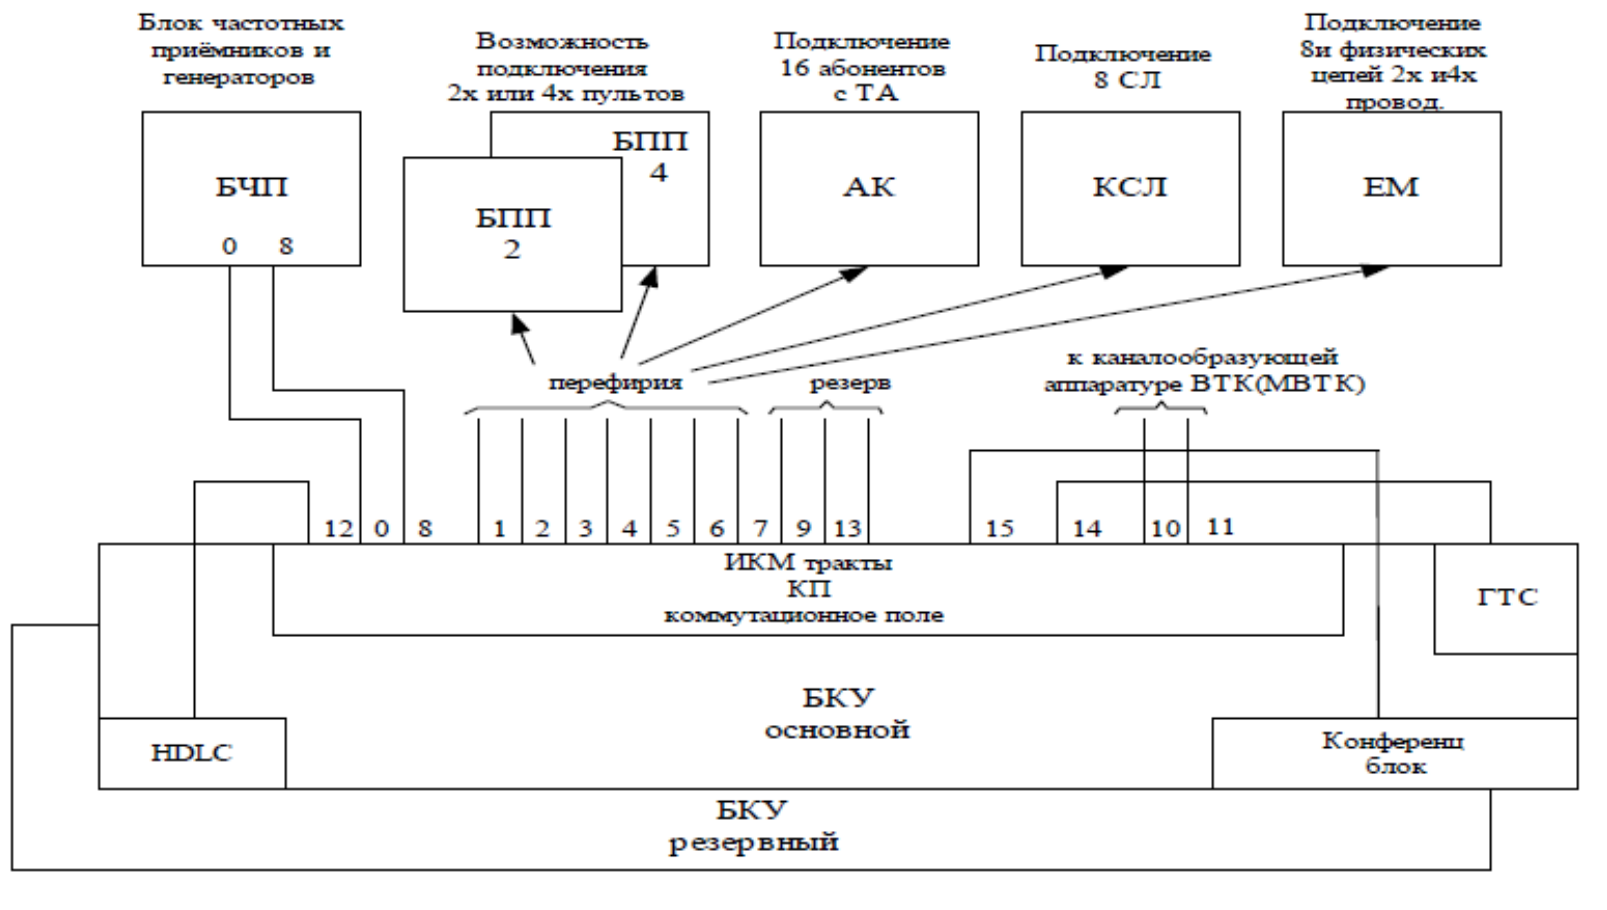 Блок частотных
приёмников и
генераторов
Возможность
подключения
2х или 4х пультов
Подключение
16 абонентов
с ТА
Подключение
8 СЛ
Подключение
8и физических
цепей 2х и4х
провод.
БЧП
0 8
БПП
4
БПП
2
АК
КСЛ
ЕМ
перефирия
резерв
к каналообразующей
аппаратуре ВТК(МВТК)
12 0 8 1 2 3 4 5 6 7 9 13 15 14 10 11
ИКМ тракты
КП
коммутационное поле
ГТС
БКУ
основной
HDLC
Конференц
блок
БКУ
резервный